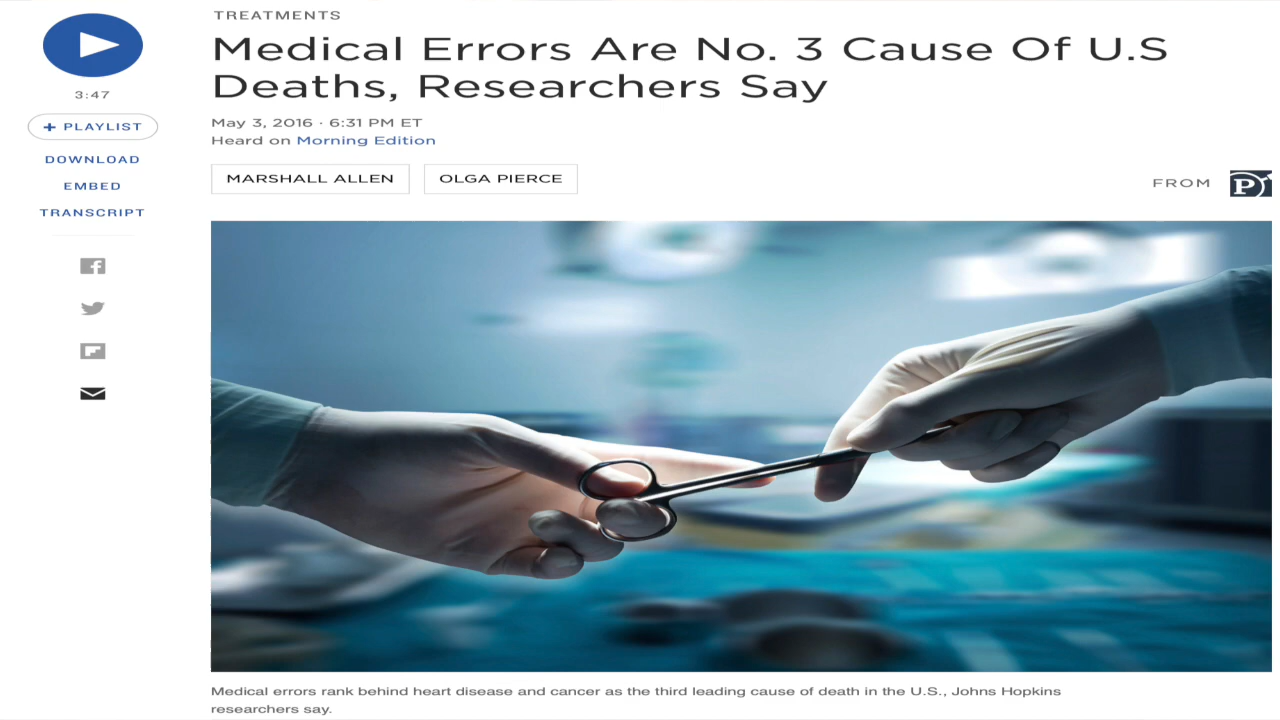 TREATMENTS
Medical Errors Are No. 3 Cause Of U.S
Deaths, Researchers Say
3:47
+ PLAYLIST
DOWNLOAD
EMBED
TRANSCRIPT
May 3, 2016 · 6:31 PM ET
Heard on Morning Edition
MARSHALL ALLEN
OLGA PIERCE
FROM P
Medical errors rank behind heart disease and cancer as the third leading cause of death in the U.S., Johns Hopkins
researchers say.